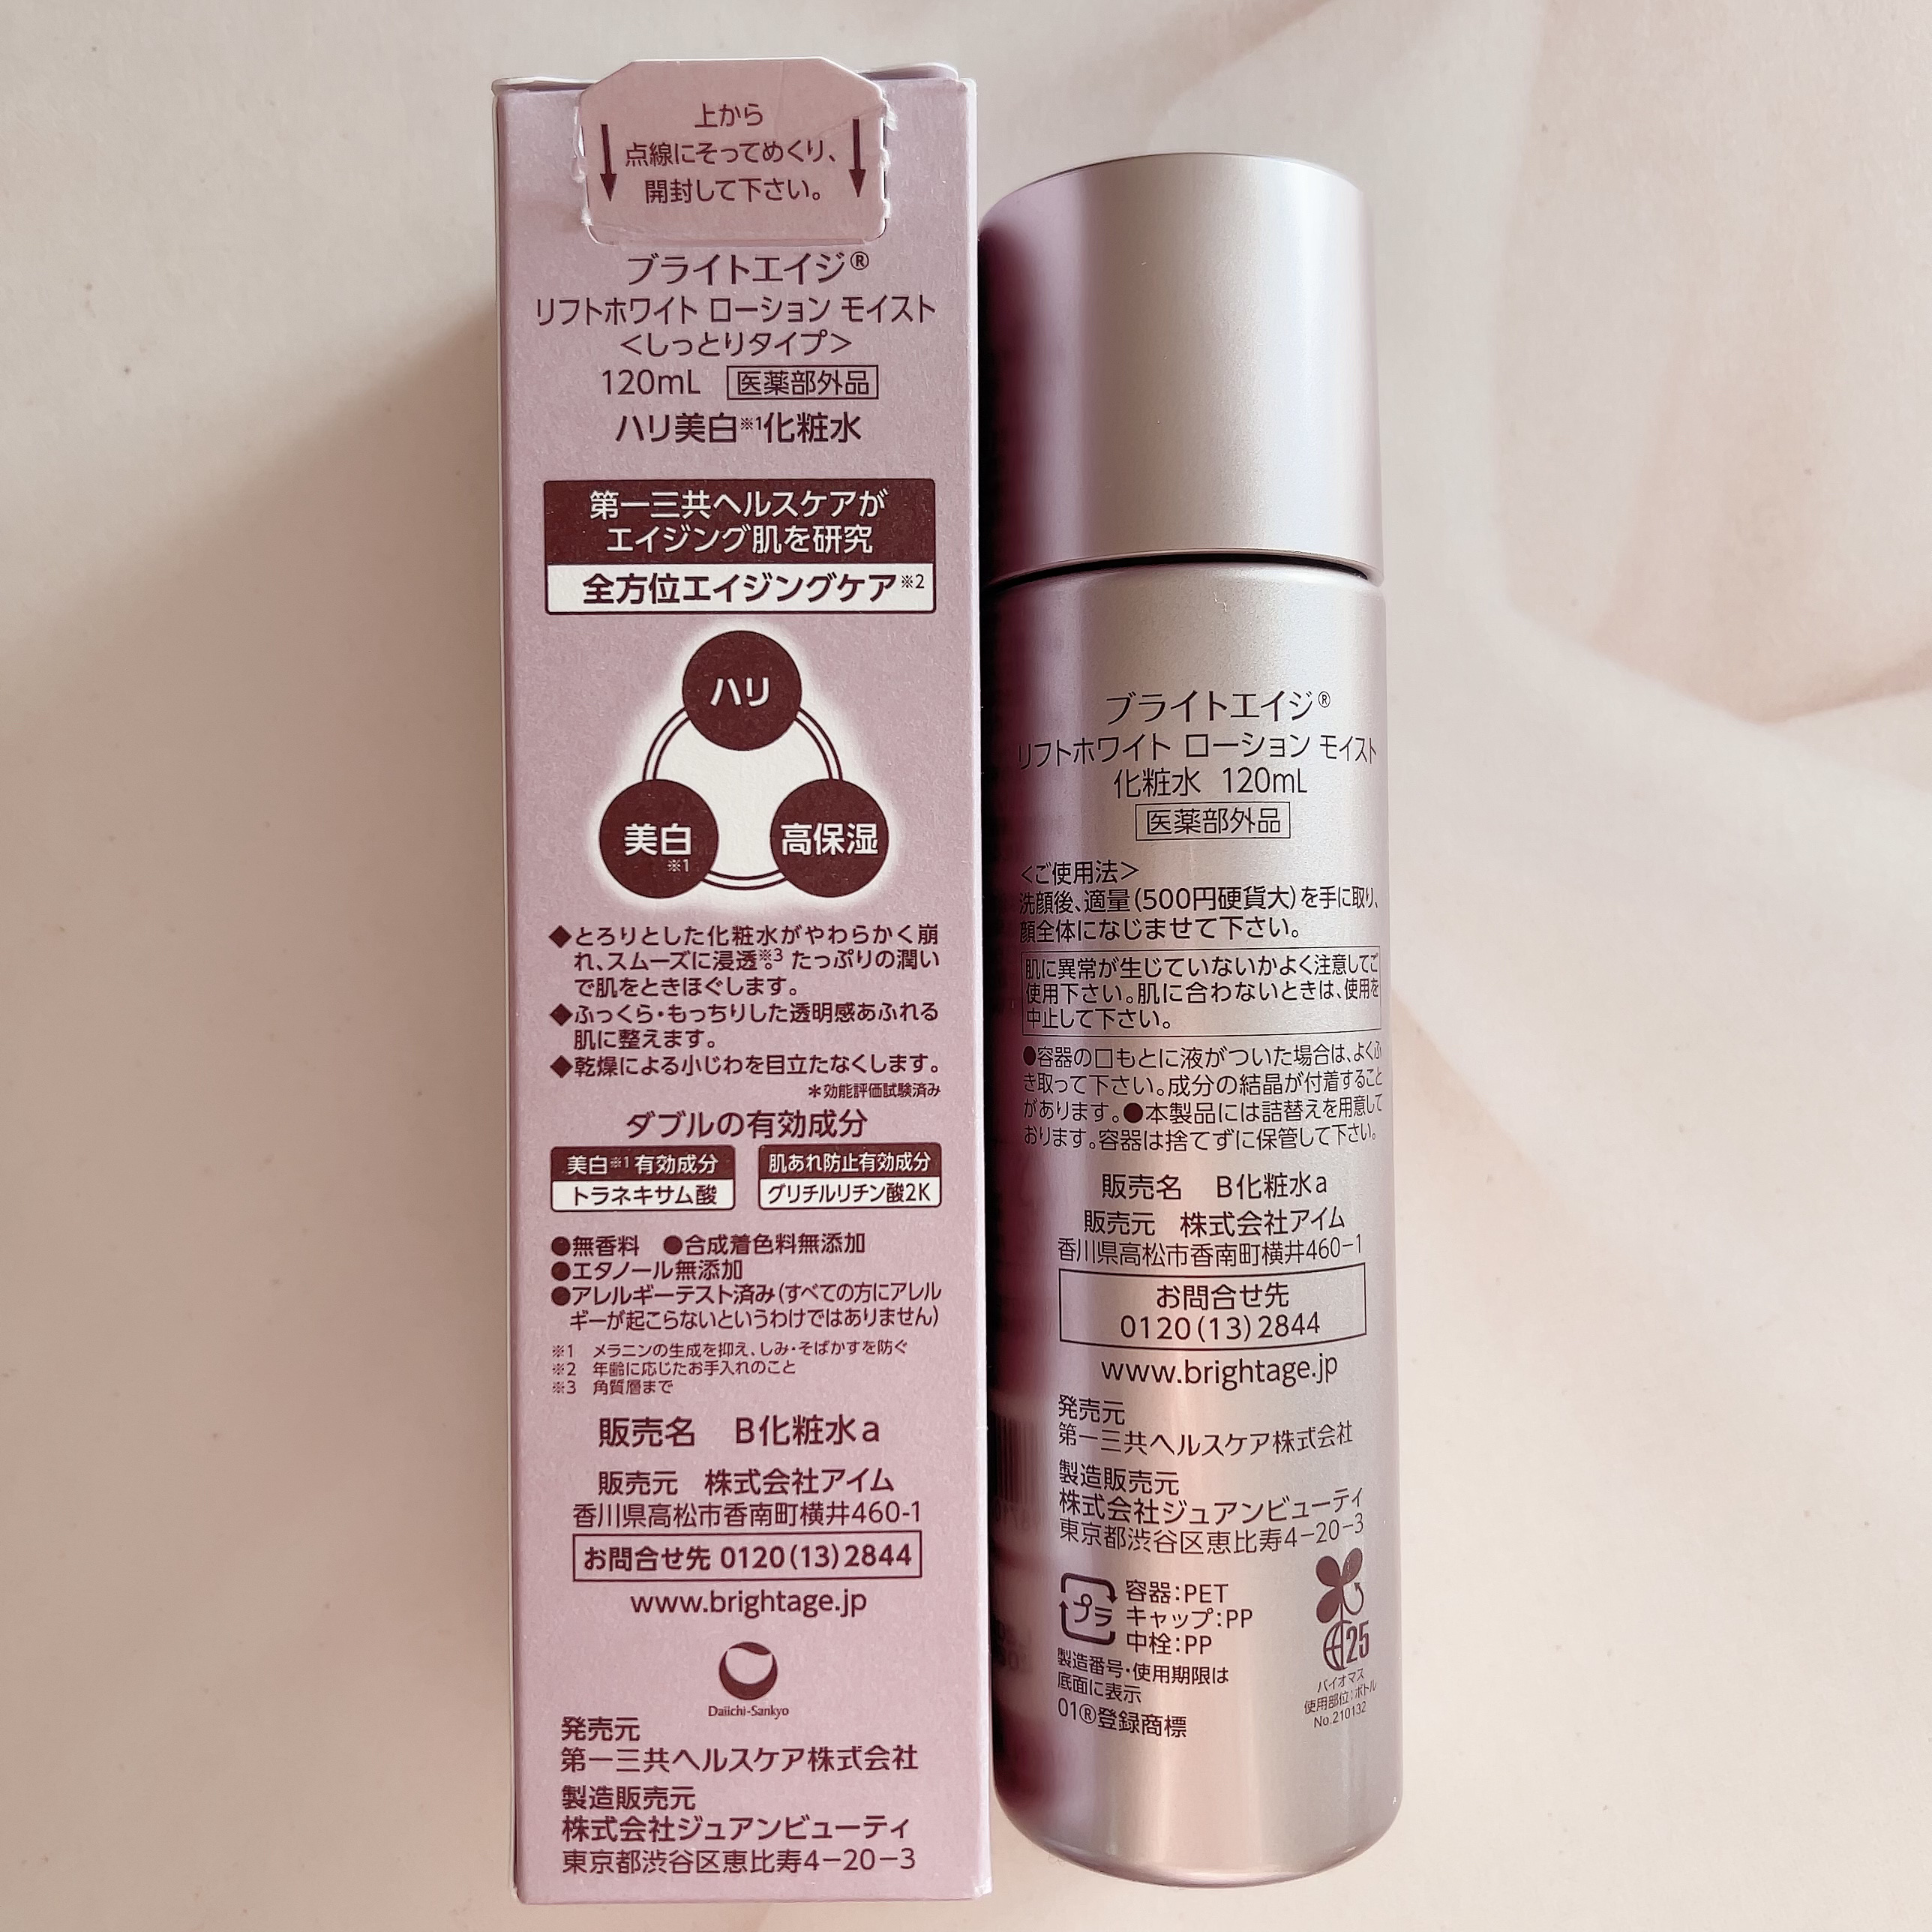 上から
点線にそってめくり、
開封して下さい。
ブライトエイジ®
リフトホワイト ローション モイスト
＜しっとりタイプ＞
120mL 医薬部外品
ハリ美白※1化粧水
第一三共ヘルスケアが
エイジング肌を研究
全方位エイジングケア※2
ハリ
美白※1
高保湿
◆とろりとした化粧水がやわらかく崩
れ、スムーズに浸透※3。たっぷりの潤い
で肌をときほぐします。
◆ふっくら・もっちりした透明感あふれる
肌に整えます。
◆乾燥による小じわを目立たなくします。
＊効能評価試験済み
ダブルの有効成分
美白※1有効成分
トラネキサム酸
肌あれ防止有効成分
グリチルリチン酸2K
●無香料 ●合成着色料無添加
●エタノール無添加
●アレルギーテスト済み(すべての方にアレル
ギーが起こらないというわけではありません)
※1 メラニンの生成を抑え、しみ・そばかすを防ぐ
※2 年齢に応じたお手入れのこと
※3 角質層まで
販売名 B化粧水a
販売元 株式会社アイム
香川県高松市香南町横井460-1
お問合せ先 0120(13)2844
www.brightage.jp
Daiichi-Sankyo
発売元
第一三共ヘルスケア株式会社
製造販売元
株式会社ジュアンビューティ
東京都渋谷区恵比寿4−20−3
ブライトエイジ®
リフトホワイト ローション モイスト
化粧水 120mL
医薬部外品
＜ご使用法＞
洗顔後、適量(500円硬貨大)を手に取り、
顔全体になじませて下さい。
肌に異常が生じていないかよく注意してご
使用下さい。肌に合わないときは、使用を
中止して下さい。
●容器の口もとに液がついた場合は、よくふ
き取って下さい。成分の結晶が付着すること
があります。●本製品には詰替えを用意して
おります。容器は捨てずに保管して下さい。
販売名 B化粧水a
販売元 株式会社アイム
香川県高松市香南町横井460−1
お問合せ先
0120(13)2844
www.brightage.jp
発売元
第一三共ヘルスケア株式会社
製造販売元
株式会社ジュアンビューティ
東京都渋谷区恵比寿4−20−3
プラ
容器:PET
キャップ:PP
中栓:PP
製造番号・使用期限は
底面に表示
01®登録商標
25
バイオマス
使用部位:ボトル
No.210132